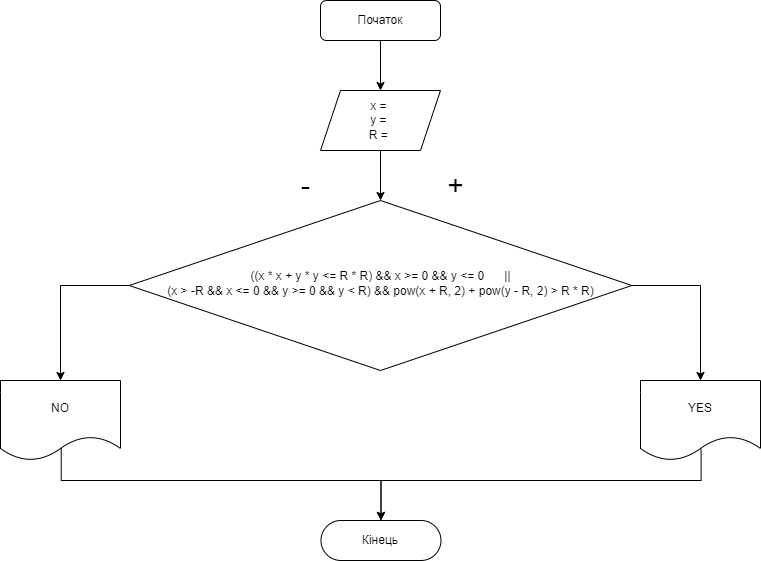 Початок
x =
y =
R =
- +
((x * x + y * y <= R * R) && x >= 0 && y <= 0 ||
(x > -R && x <= 0 && y >= 0 && y < R) && pow(x + R, 2) + pow(y - R, 2) > R * R)
NO
YES
Кінець